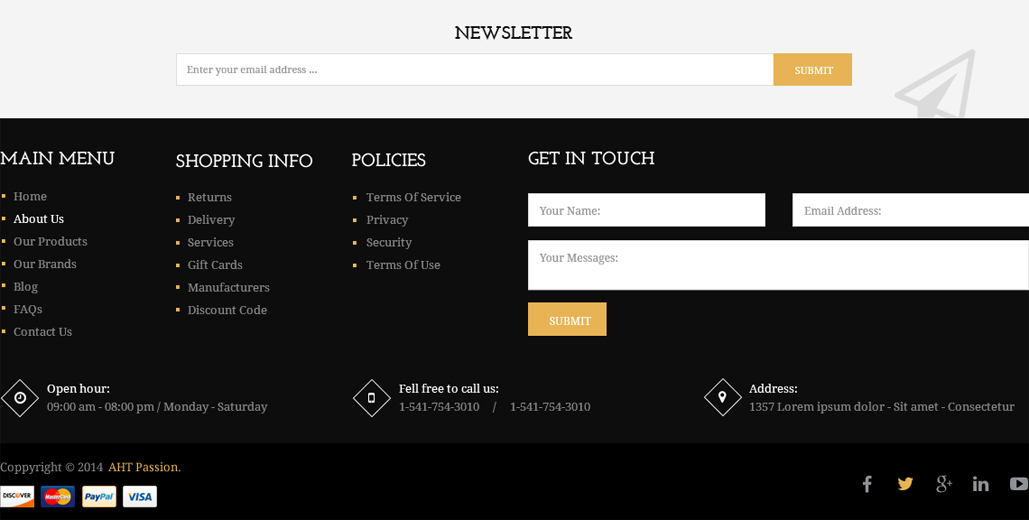 NEWSLETTER
Enter your email address ...
SUBMIT
MAIN MENU
Home
About Us
Our Products
Our Brands
Blog
FAQs
Contact Us
SHOPPING INFO
Returns
Delivery
Services
Gift Cards
Manufacturers
Discount Code
POLICIES
Terms Of Service
Privacy
Security
Terms Of Use
GET IN TOUCH
Your Name:
Email Address:
Your Messages:
SUBMIT
Open hour:
09:00 am - 08:00 pm / Monday - Saturday
Fell free to call us:
1-541-754-3010 / 1-541-754-3010
Address:
1357 Lorem ipsum dolor - Sit amet - Consectetur
Coppyright © 2014 AHT Passion.
DISCOVER MasterCard PayPal VISA